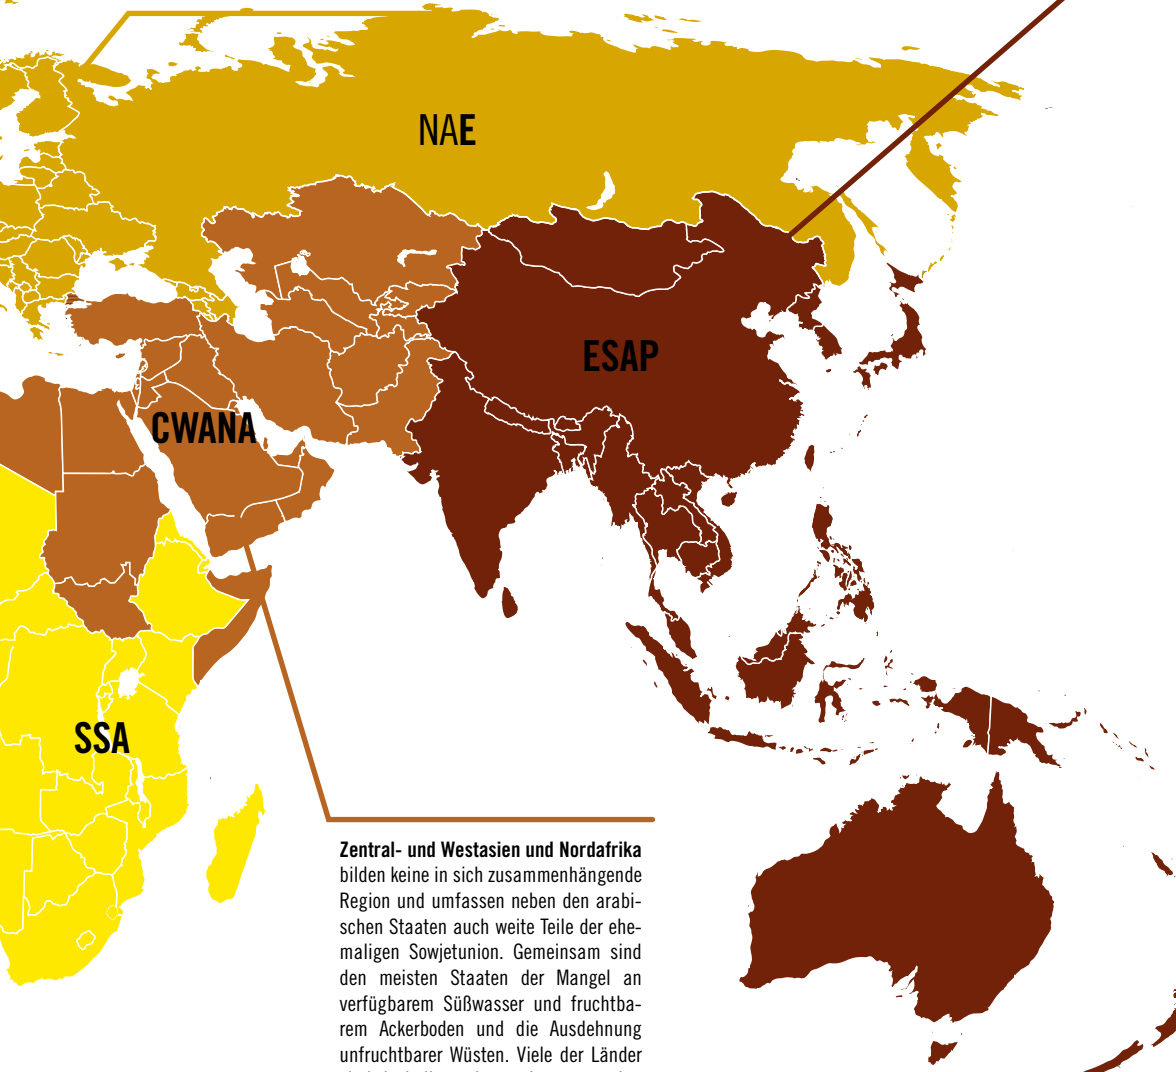 NAE
ESAP
CWANA
SSA
Zentral- und Westasien und Nordafrika
bilden keine in sich zusammenhängende
Region und umfassen neben den arabi-
schen Staaten auch weite Teile der ehe-
maligen Sowjetunion. Gemeinsam sind
den meisten Staaten der Mangel an
verfügbarem Süßwasser und fruchtba-
rem Ackerboden und die Ausdehnung
unfruchtbarer Wüsten. Viele der Länder